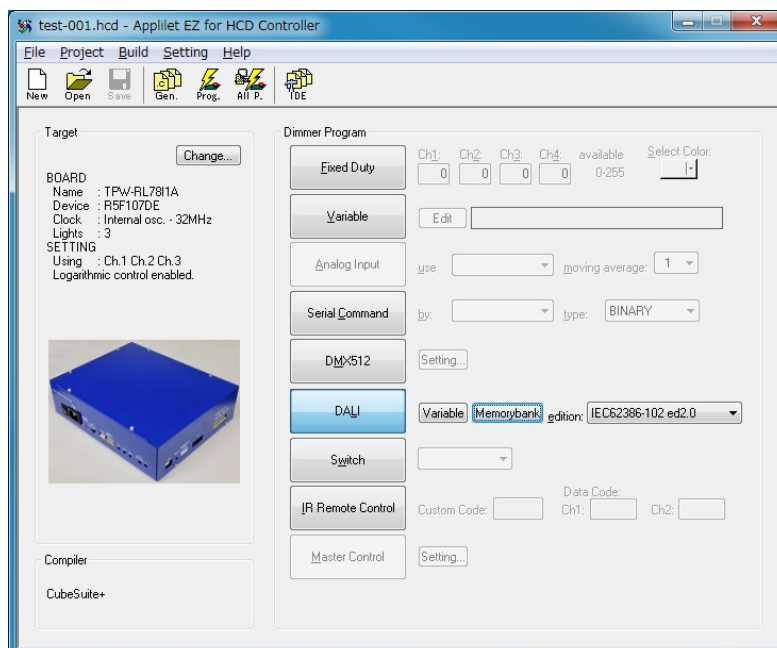 test-001.hcd - Applilet EZ for HCD Controller
File Project Build Setting Help
New Open Save Gen. Prog. All P. IDE
Target
Change...
BOARD
Name : TPW-RL78I1A
Device : R5F107DE
Clock : Internal osc. - 32MHz
Lights : 3
SETTING
Using : Ch.1 Ch.2 Ch.3
Logarithmic control enabled.
Compiler
CubeSuite+
Dimmer Program
Fixed Duty Ch1: Ch2: Ch3: Ch4: available Select Color:
0 0 0 0 0-255
Variable Edit
Analog Input use moving average: 1
Serial Command by: type: BINARY
DMX512 Setting...
DALI Variable Memorybank edition: IEC62386-102 ed2.0
Switch
IR Remote Control Custom Code: Data Code:
Ch1: Ch2:
Master Control Setting...